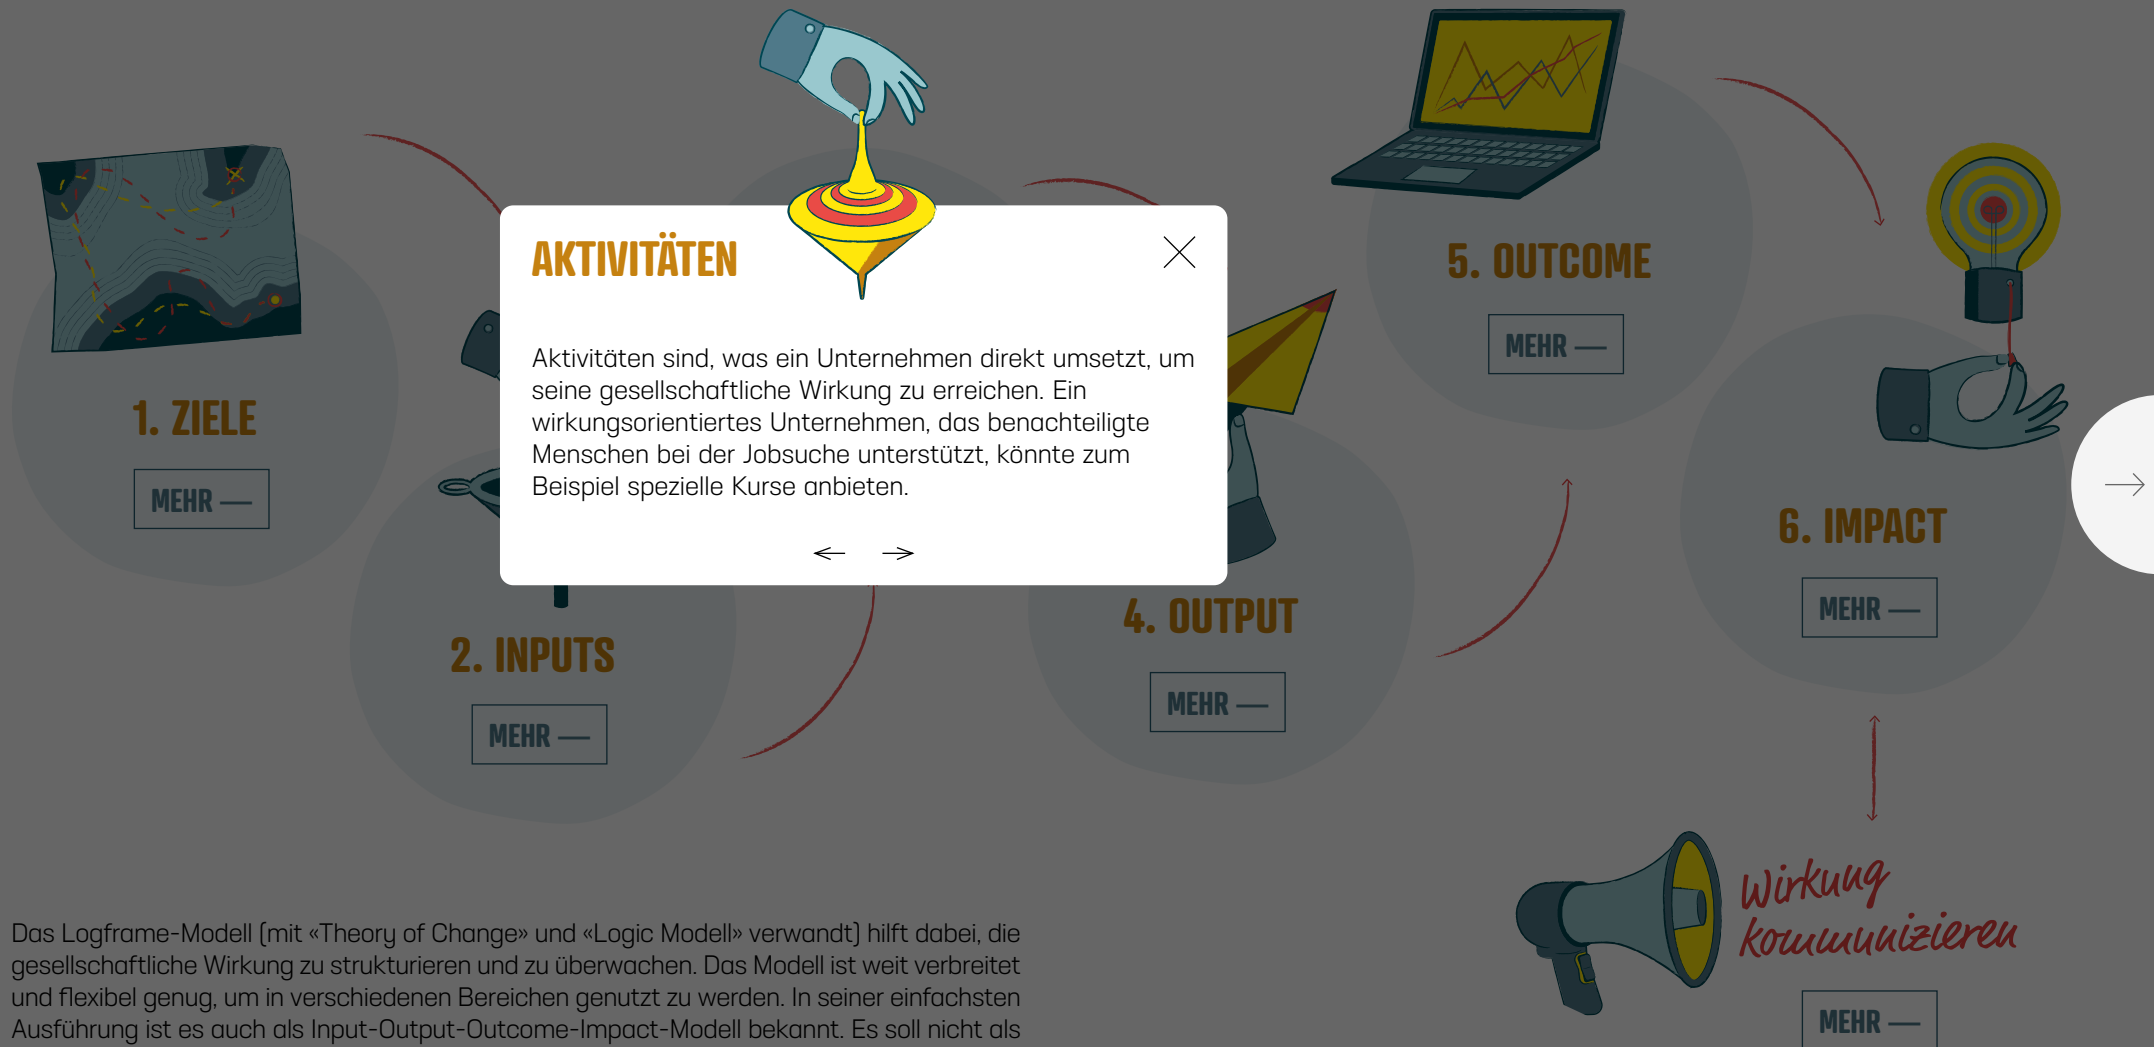 AKTIVITÄTEN
Aktivitäten sind, was ein Unternehmen direkt umsetzt, um
seine gesellschaftliche Wirkung zu erreichen. Ein
wirkungsorientiertes Unternehmen, das benachteiligte
Menschen bei der Jobsuche unterstützt, könnte zum
Beispiel spezielle Kurse anbieten.
1. ZIELE
MEHR —
2. INPUTS
MEHR —
4. OUTPUT
MEHR —
5. OUTCOME
MEHR —
6. IMPACT
MEHR —
Wirkung
kommunizieren
MEHR —
Das Logframe-Modell (mit «Theory of Change» und «Logic Modell» verwandt) hilft dabei, die
gesellschaftliche Wirkung zu strukturieren und zu überwachen. Das Modell ist weit verbreitet
und flexibel genug, um in verschiedenen Bereichen genutzt zu werden. In seiner einfachsten
Ausführung ist es auch als Input-Output-Outcome-Impact-Modell bekannt. Es soll nicht als